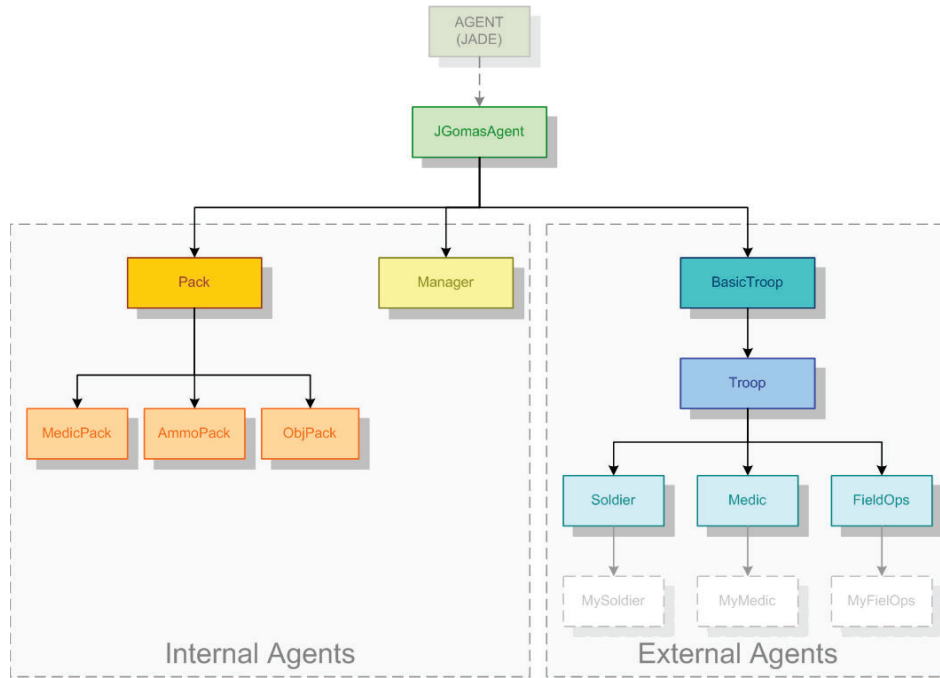 AGENT
(JADE)
JGomasAgent
Pack
Manager
BasicTroop
Troop
MedicPack
AmmoPack
ObjPack
Soldier
Medic
FieldOps
MySoldier
MyMedic
MyFielOps
Internal Agents
External Agents